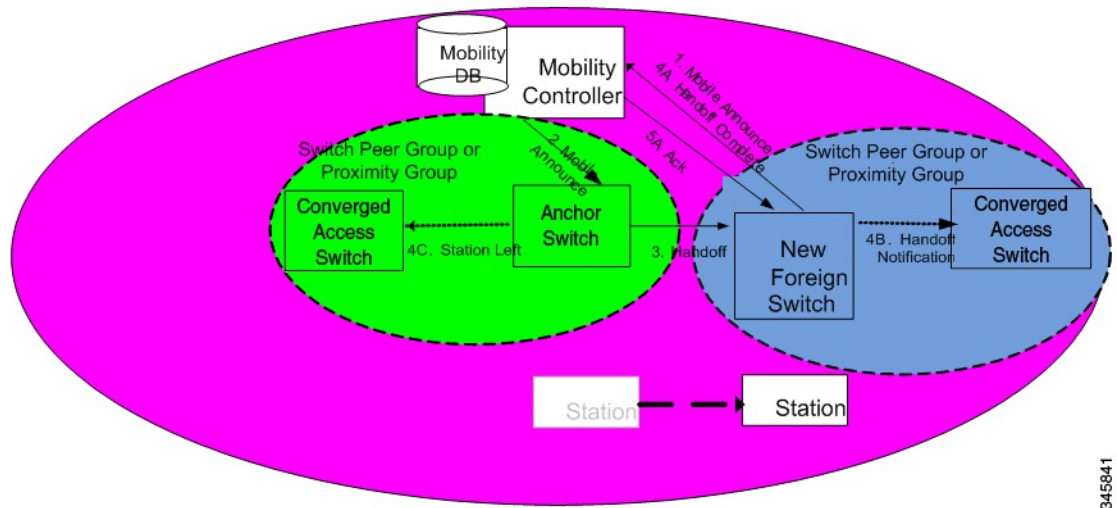 Mobility
DB
Mobility
Controller
1. Mobile Announce
4A. Handoff Complete
5A Ack
2. Mobile
Announce
Switch Peer Group or
Proximity Group
Switch Peer Group or
Proximity Group
Converged
Access
Switch
4C. Station Left
Anchor
Switch
3. Handoff
New
Foreign
Switch
4B. Handoff
Notification
Converged
Access
Switch
Station
Station
345841